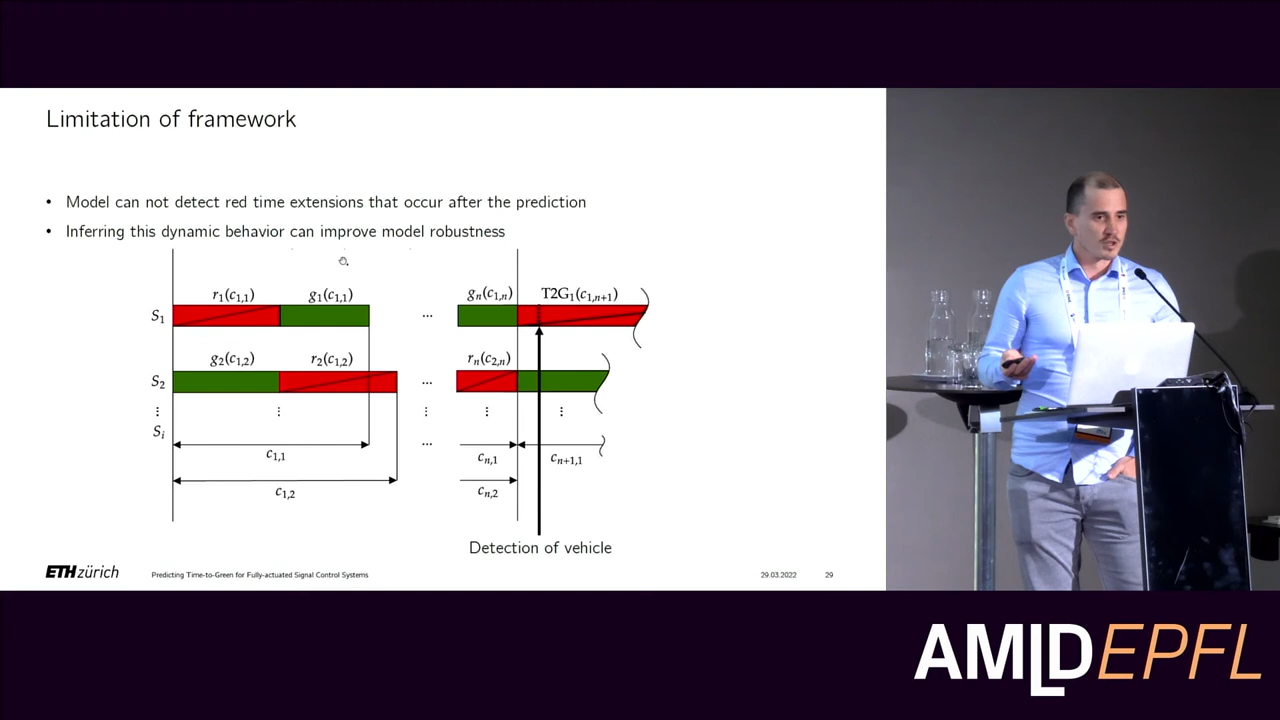 Limitation of framework
• Model can not detect red time extensions that occur after the prediction
• Inferring this dynamic behavior can improve model robustness
r₁(c₁,₁) g₁(c₁,₁) gₙ(c₁,ₙ) T2G₁(c₁,ₙ₊₁)
S₁ ...
g₂(c₁,₂) r₂(c₁,₂) rₙ(c₂,ₙ)
S₂ ...
⋮ ⋮ ⋮ ⋮ ⋮
Sᵢ
...
c₁,₁ cₙ,₁ cₙ₊₁,₁
c₁,₂ cₙ,₂
Detection of vehicle
ETH zürich Predicting Time-to-Green for Fully-actuated Signal Control Systems 29.03.2022 29
AMLDEPFL